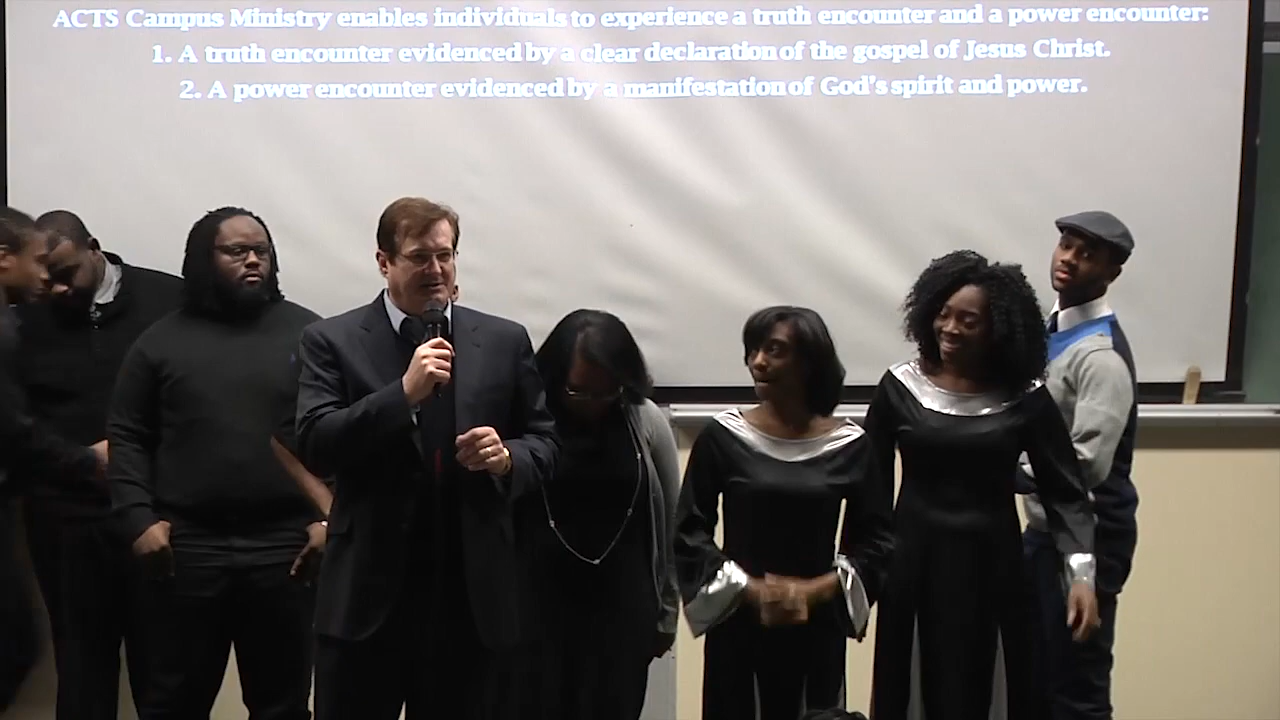 ACTS Campus Ministry enables individuals to experience a truth encounter and a power encounter:
1. A truth encounter evidenced by a clear declaration of the gospel of Jesus Christ.
2. A power encounter evidenced by a manifestation of God's spirit and power.